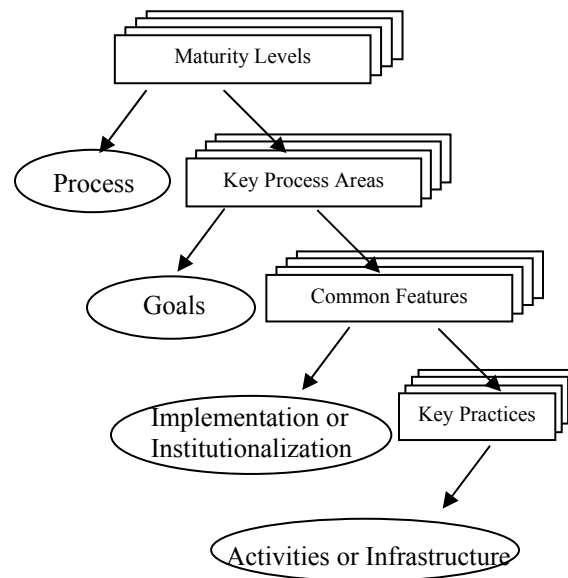 Maturity Levels
Process
Key Process Areas
Goals
Common Features
Implementation or
Institutionalization
Key Practices
Activities or Infrastructure